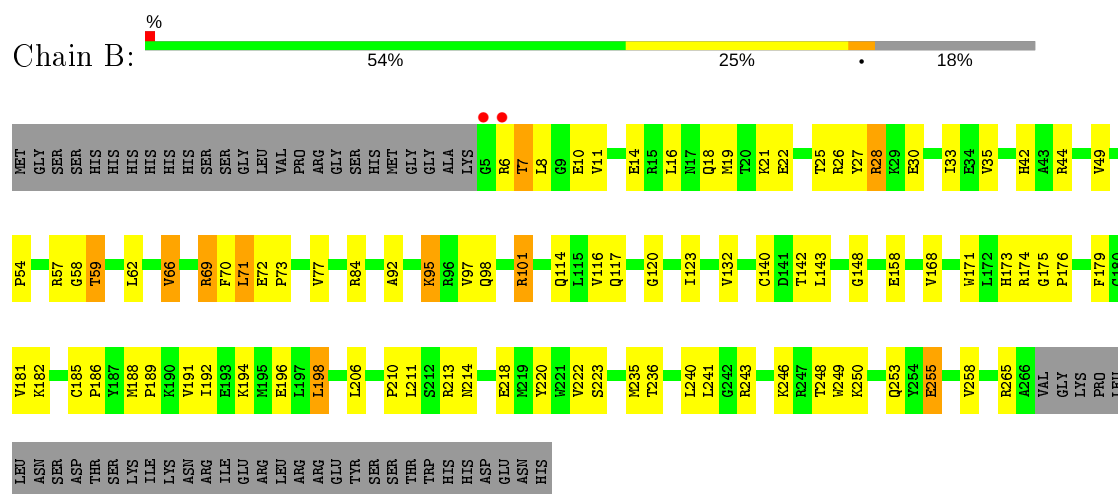 %
Chain B:
54% 25% • 18%
MET GLY SER SER HIS HIS HIS HIS HIS HIS SER SER GLY LEU VAL PRO ARG GLY SER HIS MET GLY GLY ALA LYS G5 R6 T7 L8 G9 E10 V11 E14 R15 L16 N17 Q18 M19 T20 K21 E22 T25 R26 Y27 R28 K29 E30 I33 E34 V35 H42 A43 R44 V49
P54 R57 G58 T59 L62 V66 R69 F70 L71 E72 P73 V77 R84 A92 K95 R96 V97 Q98 R101 Q114 L115 V116 Q117 G120 I123 V132 C140 D141 T142 L143 G148 E158 V168 W171 L172 H173 R174 G175 P176 F179 G180
V181 K182 C185 P186 Y187 M188 P189 K190 V191 I192 E193 K194 M195 E196 L197 L198 L206 P210 L211 S212 R213 N214 E218 M219 Y220 W221 V222 S223 M235 T236 L240 L241 G242 R243 K246 R247 T248 W249 K250 Q253 Y254 E255 V258 R265 A266 VAL GLY LYS PRO LEU
LEU ASN SER ASP THR SER LYS ILE LYS ASN ARG ILE GLU ARG LEU ARG ARG GLU TYR SER SER THR TRP HIS HIS ASP GLU ASN HIS